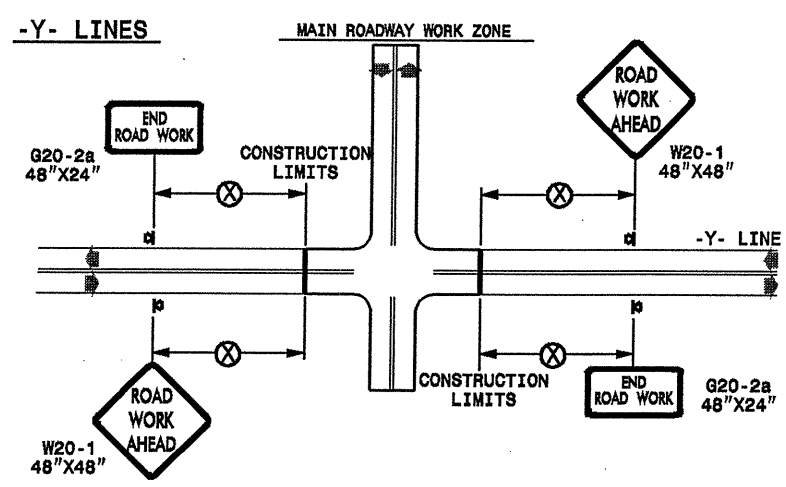 -Y- LINES
MAIN ROADWAY WORK ZONE
END
ROAD WORK
G20-2a
48"X24"
CONSTRUCTION
LIMITS
X
X
ROAD
WORK
AHEAD
W20-1
48"X48"
-Y- LINE
X
X
ROAD
WORK
AHEAD
W20-1
48"X48"
CONSTRUCTION
LIMITS
END
ROAD WORK
G20-2a
48"X24"